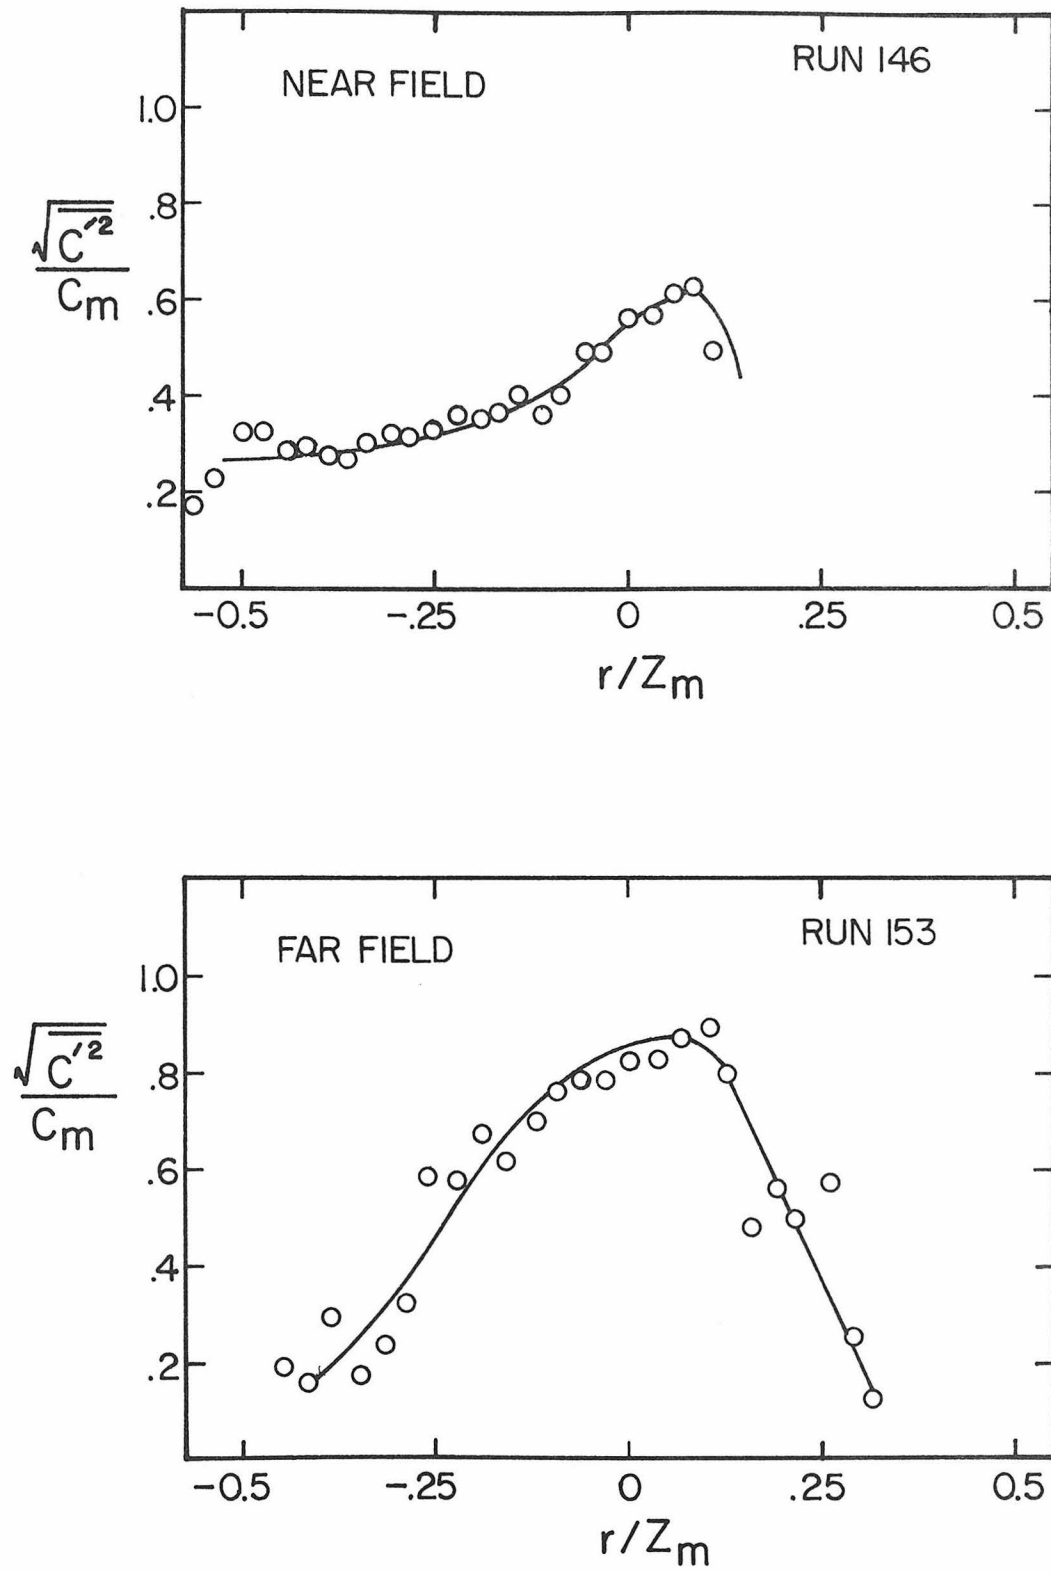 NEAR FIELD
RUN 146
1.0
.8
.6
.4
.2
√C′²
Cm
-0.5 -.25 0 .25 0.5
r/Zm
FAR FIELD
RUN 153
1.0
.8
.6
.4
.2
√C′²
Cm
-0.5 -.25 0 .25 0.5
r/Zm